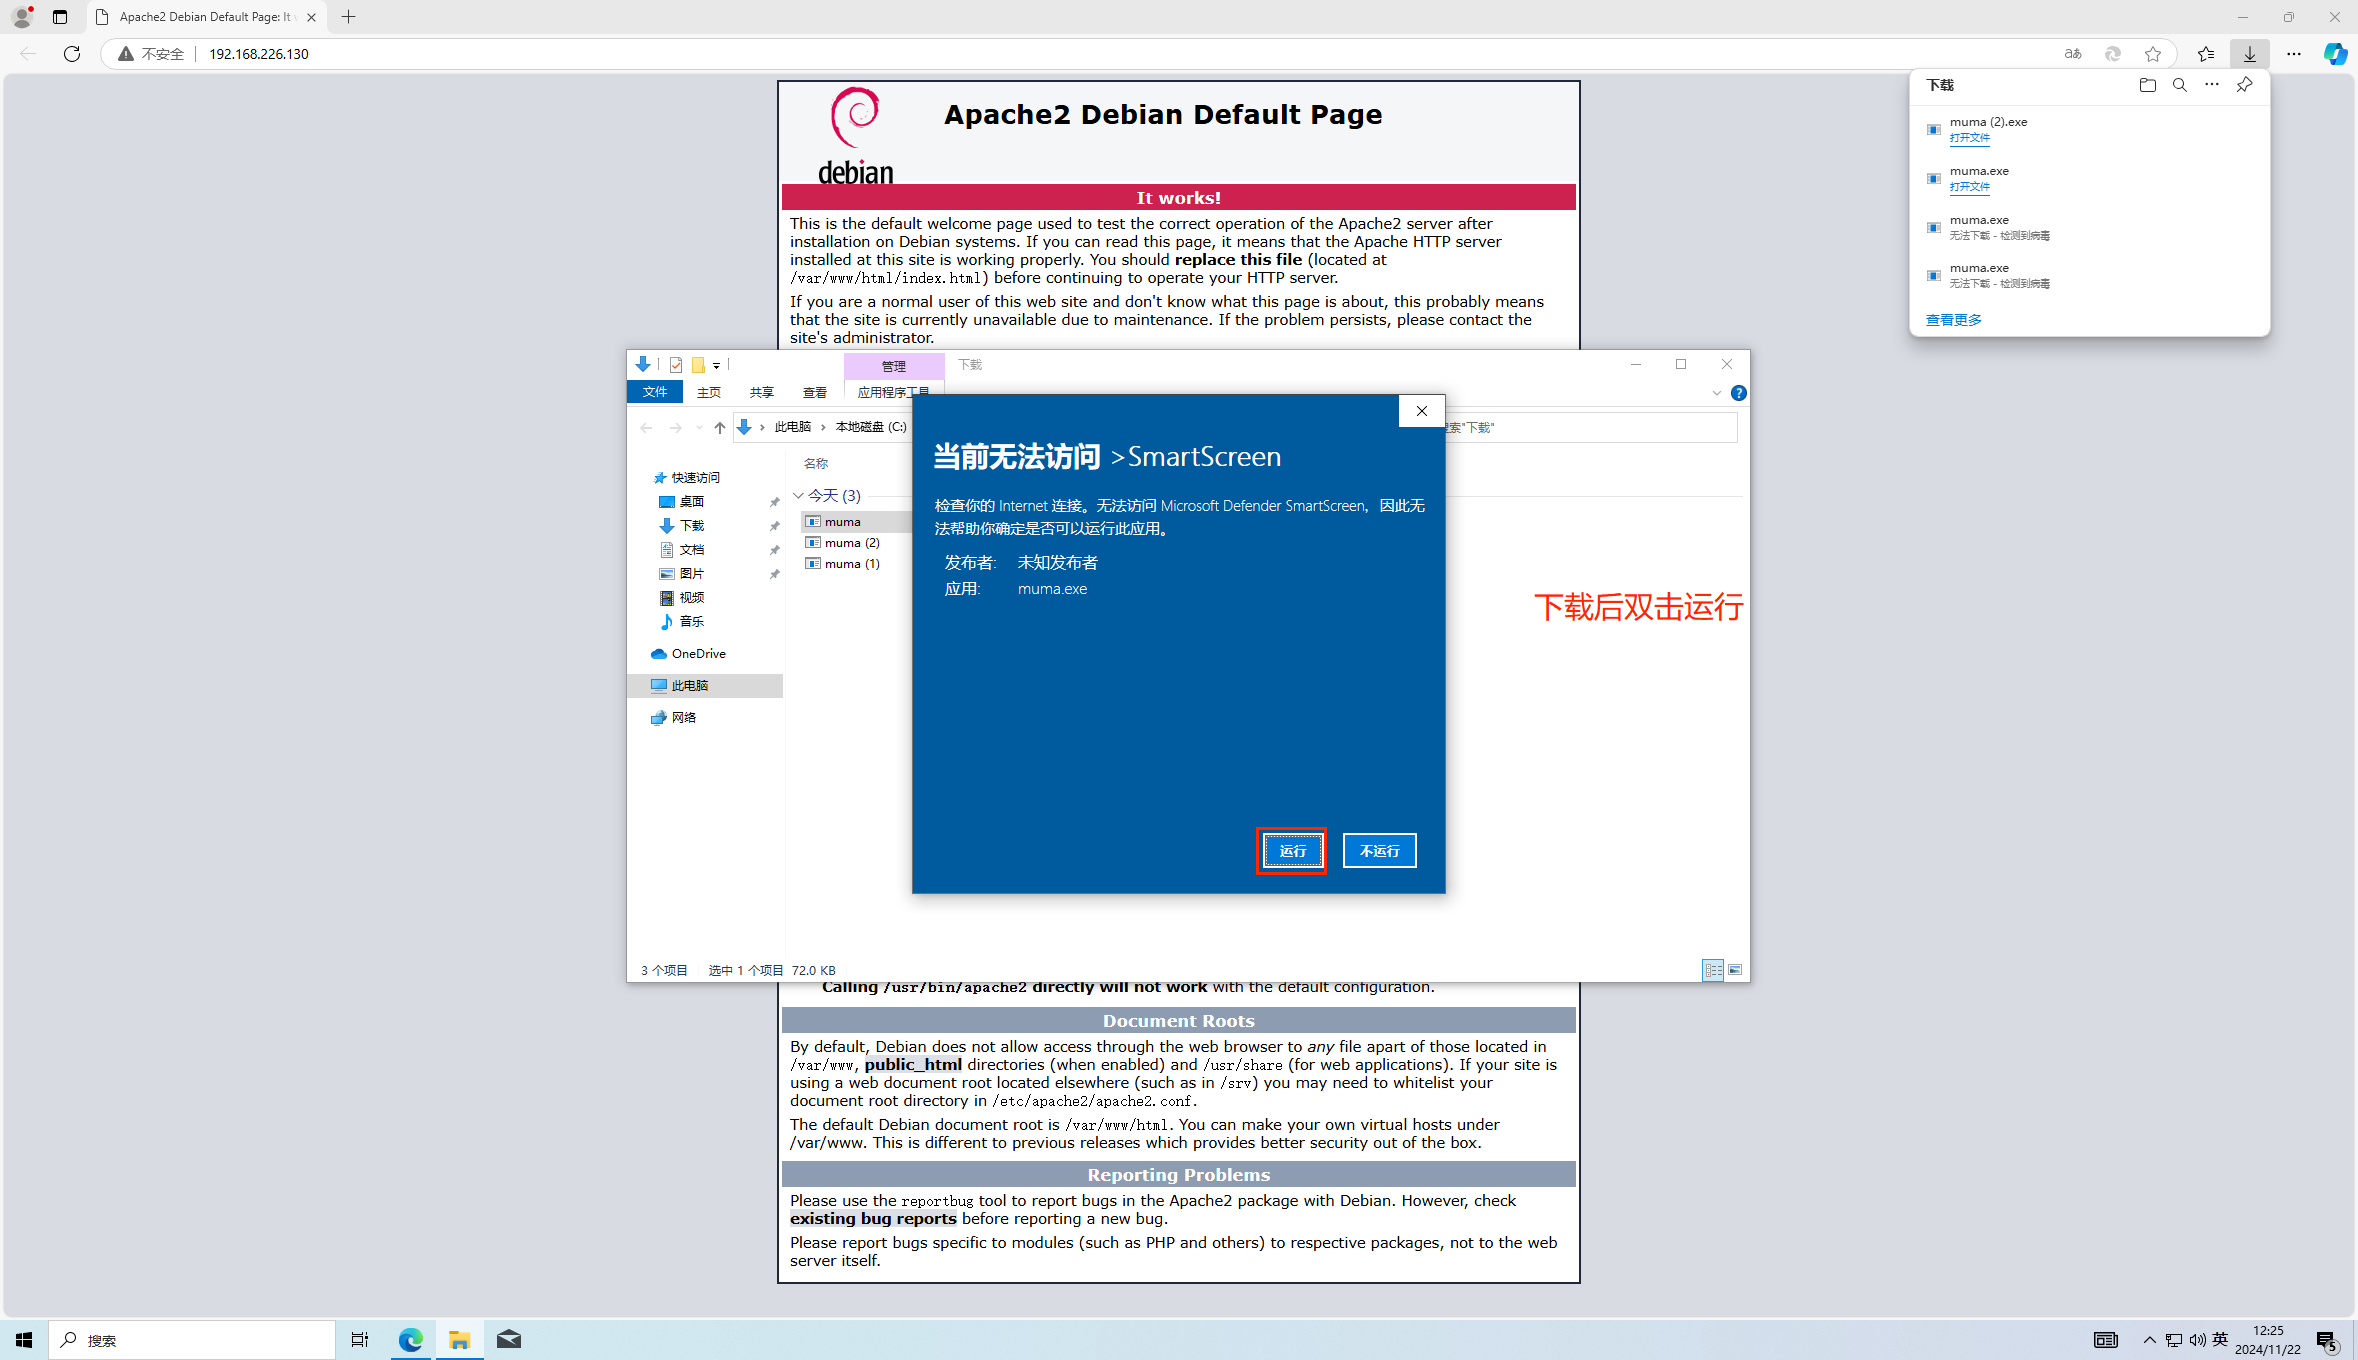 Apache2 Debian Default Page: It w
不安全
192.168.226.130
debian
Apache2 Debian Default Page
It works!
This is the default welcome page used to test the correct operation of the Apache2 server after
installation on Debian systems. If you can read this page, it means that the Apache HTTP server
installed at this site is working properly. You should replace this file (located at
/var/www/html/index.html) before continuing to operate your HTTP server.
If you are a normal user of this web site and don't know what this page is about, this probably means
that the site is currently unavailable due to maintenance. If the problem persists, please contact the
site's administrator.
下载
muma (2).exe
打开文件
muma.exe
打开文件
muma.exe
无法下载 - 检测到病毒
muma.exe
无法下载 - 检测到病毒
查看更多
管理
下载
文件
主页
共享
查看
应用程序工具
此电脑
本地磁盘 (C:)
"下载"
快速访问
桌面
下载
文档
图片
视频
音乐
OneDrive
此电脑
网络
名称
今天 (3)
muma
muma (2)
muma (1)
当前无法访问 >SmartScreen
检查你的 Internet 连接。无法访问 Microsoft Defender SmartScreen，因此无
法帮助你确定是否可以运行此应用。
发布者: 未知发布者
应用: muma.exe
运行
不运行
下载后双击运行
3 个项目
选中 1 个项目 72.0 KB
Calling /usr/bin/apache2 directly will not work with the default configuration.
Document Roots
By default, Debian does not allow access through the web browser to any file apart of those located in
/var/www, public_html directories (when enabled) and /usr/share (for web applications). If your site is
using a web document root located elsewhere (such as in /srv) you may need to whitelist your
document root directory in /etc/apache2/apache2.conf.
The default Debian document root is /var/www/html. You can make your own virtual hosts under
/var/www. This is different to previous releases which provides better security out of the box.
Reporting Problems
Please use the reportbug tool to report bugs in the Apache2 package with Debian. However, check
existing bug reports before reporting a new bug.
Please report bugs specific to modules (such as PHP and others) to respective packages, not to the web
server itself.
搜索
英
12:25
2024/11/22
5